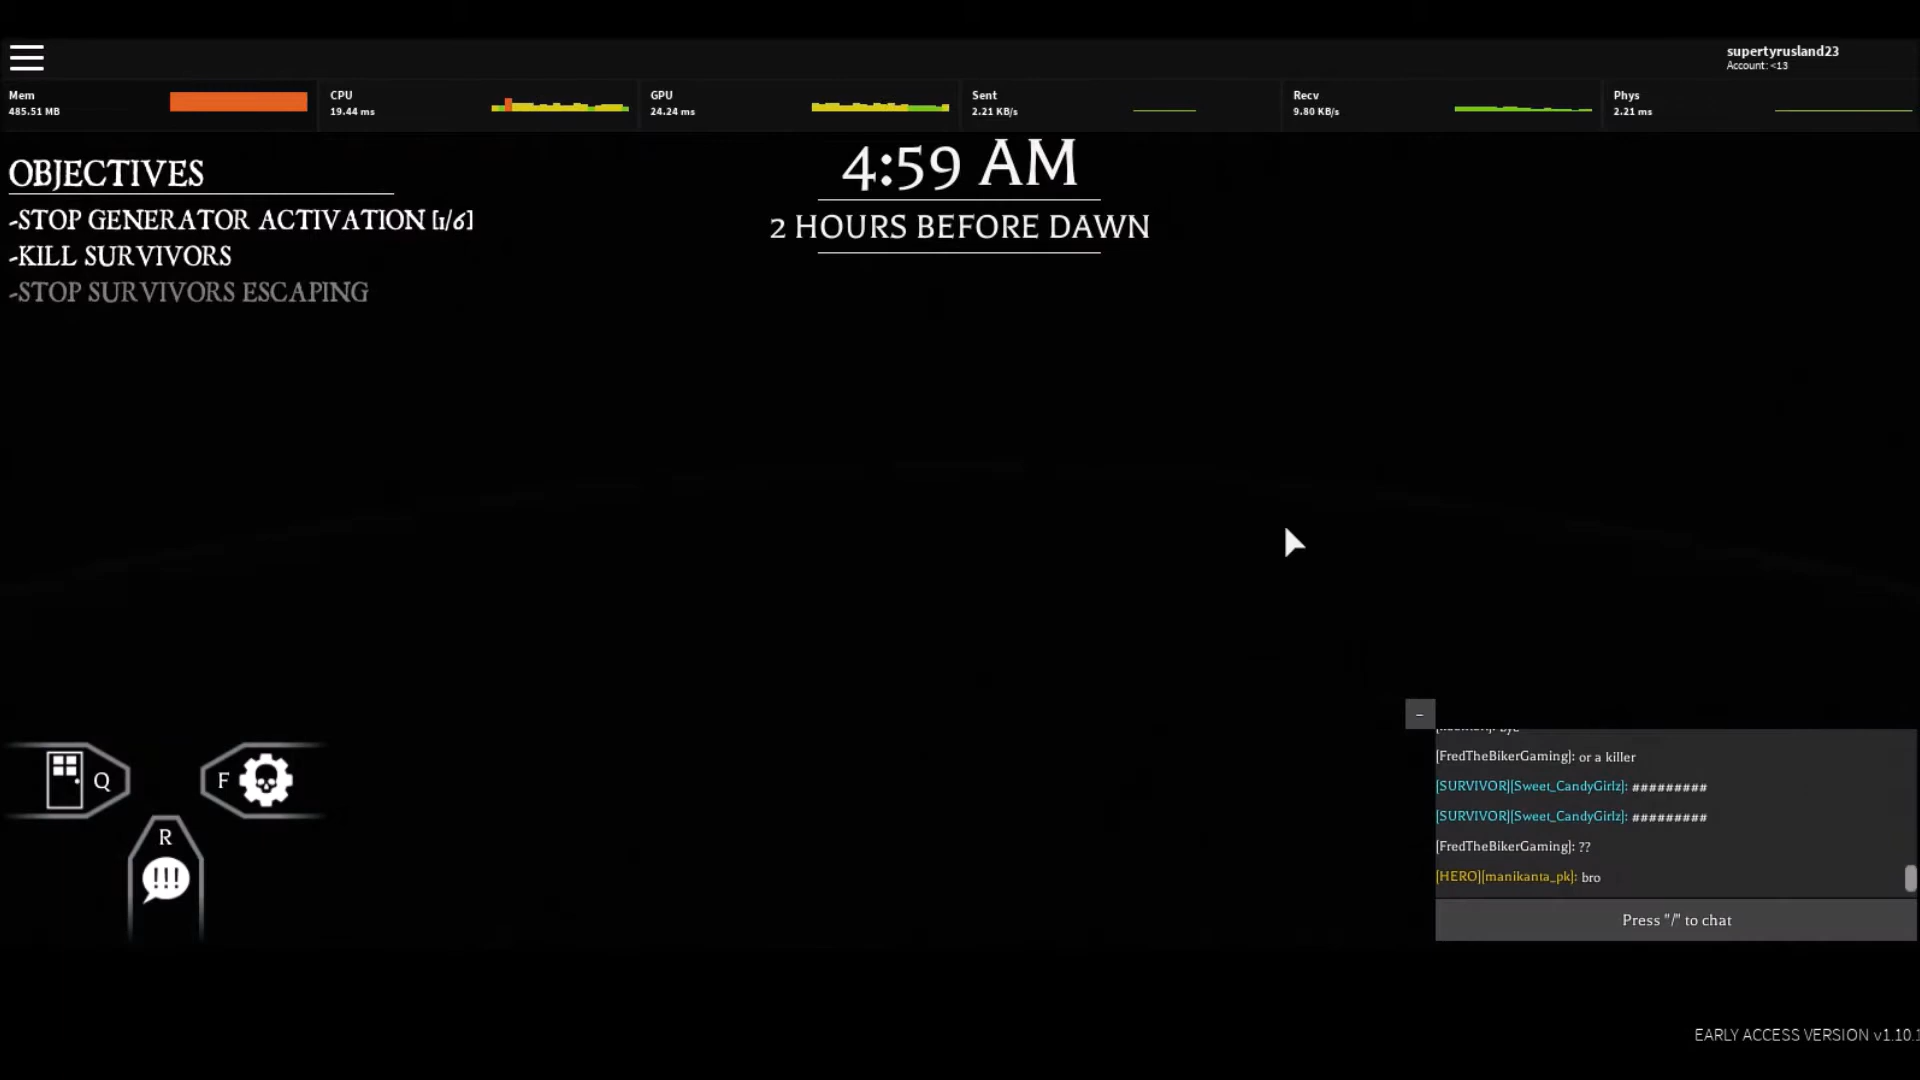 supertyrusland23
Account: <13
Mem
485.51 MB
CPU
19.44 ms
GPU
24.24 ms
Sent
2.21 KB/s
Recv
9.80 KB/s
Phys
2.21 ms
OBJECTIVES
-STOP GENERATOR ACTIVATION [1/6]
-KILL SURVIVORS
-STOP SURVIVORS ESCAPING
4:59 AM
2 HOURS BEFORE DAWN
Q
F
R
!!!
-
[FredTheBikerGaming]: or a killer
[SURVIVOR][Sweet_CandyGirlz]: #########
[SURVIVOR][Sweet_CandyGirlz]: #########
[FredTheBikerGaming]: ??
[HERO][manikanta_pk]: bro
Press "/" to chat
EARLY ACCESS VERSION v1.10.1